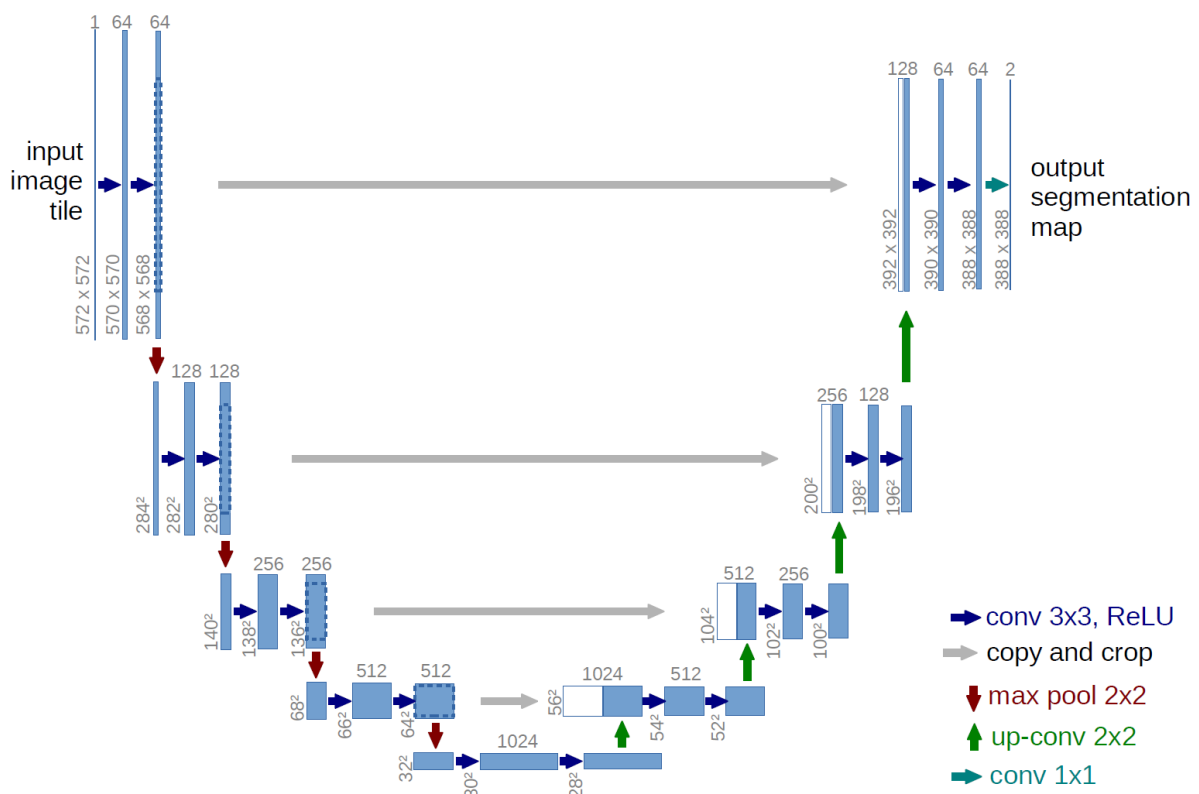 1 64 64
128 64 64 2
input
image
tile
output
segmentation
map
572 x 572
570 x 570
568 x 568
392 x 392
390 x 390
388 x 388
388 x 388
128 128
256 128
284²
282²
280²
200²
198²
196²
256 256
512 256
140²
138²
136²
104²
102²
100²
512 512
1024 512
68²
66²
64²
56²
54²
52²
1024
32²
30²
28²
conv 3x3, ReLU
copy and crop
max pool 2x2
up-conv 2x2
conv 1x1